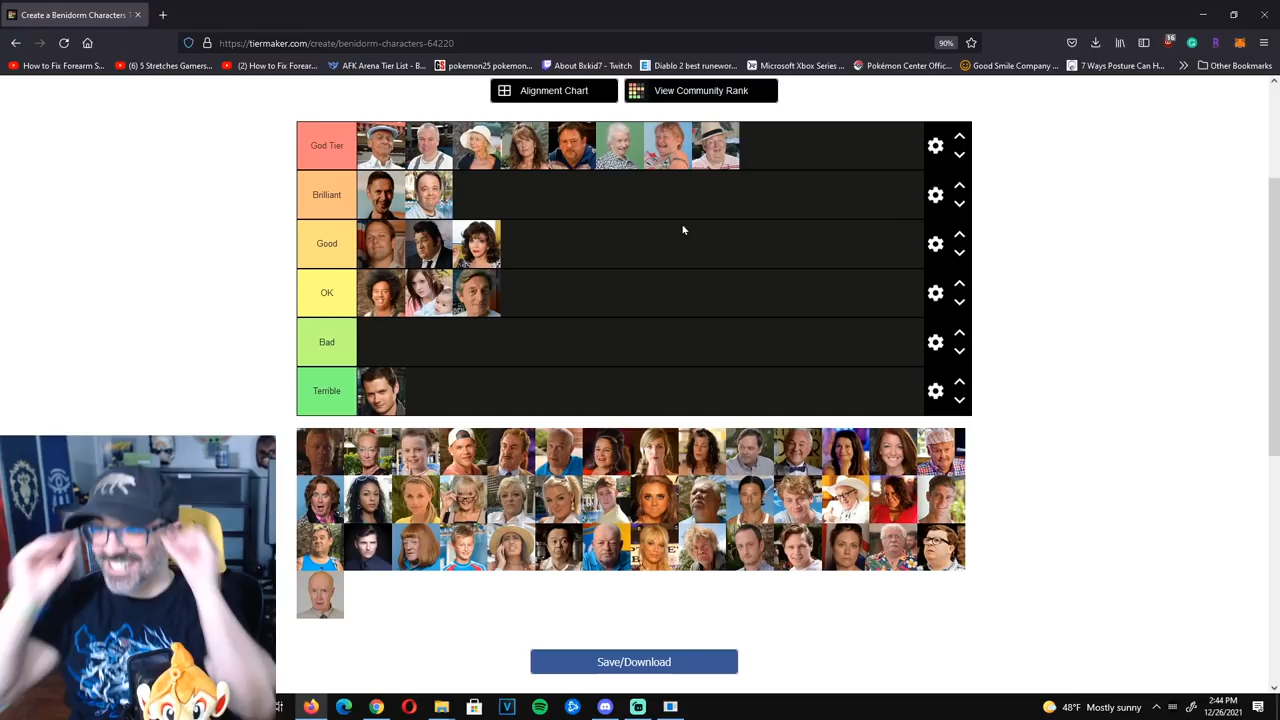 Create a Benidorm Characters T
https://tiermaker.com/create/benidorm-characters-64220
90%
16
How to Fix Forearm S...
(6) 5 Stretches Gamers...
(2) How to Fix Forear...
AFK Arena Tier List - B...
pokemon25 pokemon...
About Bxkid7 - Twitch
Diablo 2 best runewor...
Microsoft Xbox Series ...
Pokémon Center Offic...
Good Smile Company ...
7 Ways Posture Can H...
Other Bookmarks
Alignment Chart
View Community Rank
God Tier
Brilliant
Good
OK
Bad
Terrible
Save/Download
48°F Mostly sunny
2:44 PM
12/26/2021